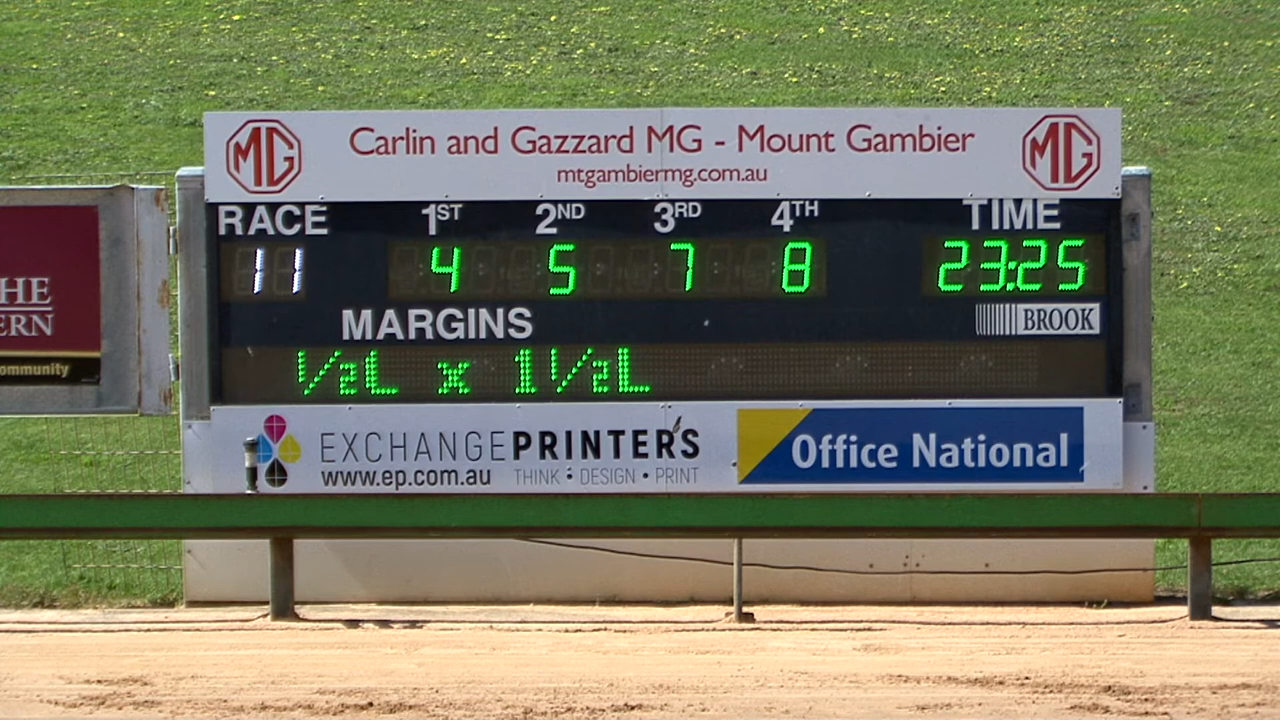 MG Carlin and Gazzard MG - Mount Gambier MG
mtgambiermg.com.au
RACE 1ST 2ND 3RD 4TH TIME
11 4 5 7 8 23:25
MARGINS BROOK
½L x 1½L
HE
ERN
ommunity
EXCHANGEPRINTERS
www.ep.com.au THINK • DESIGN • PRINT
Office National